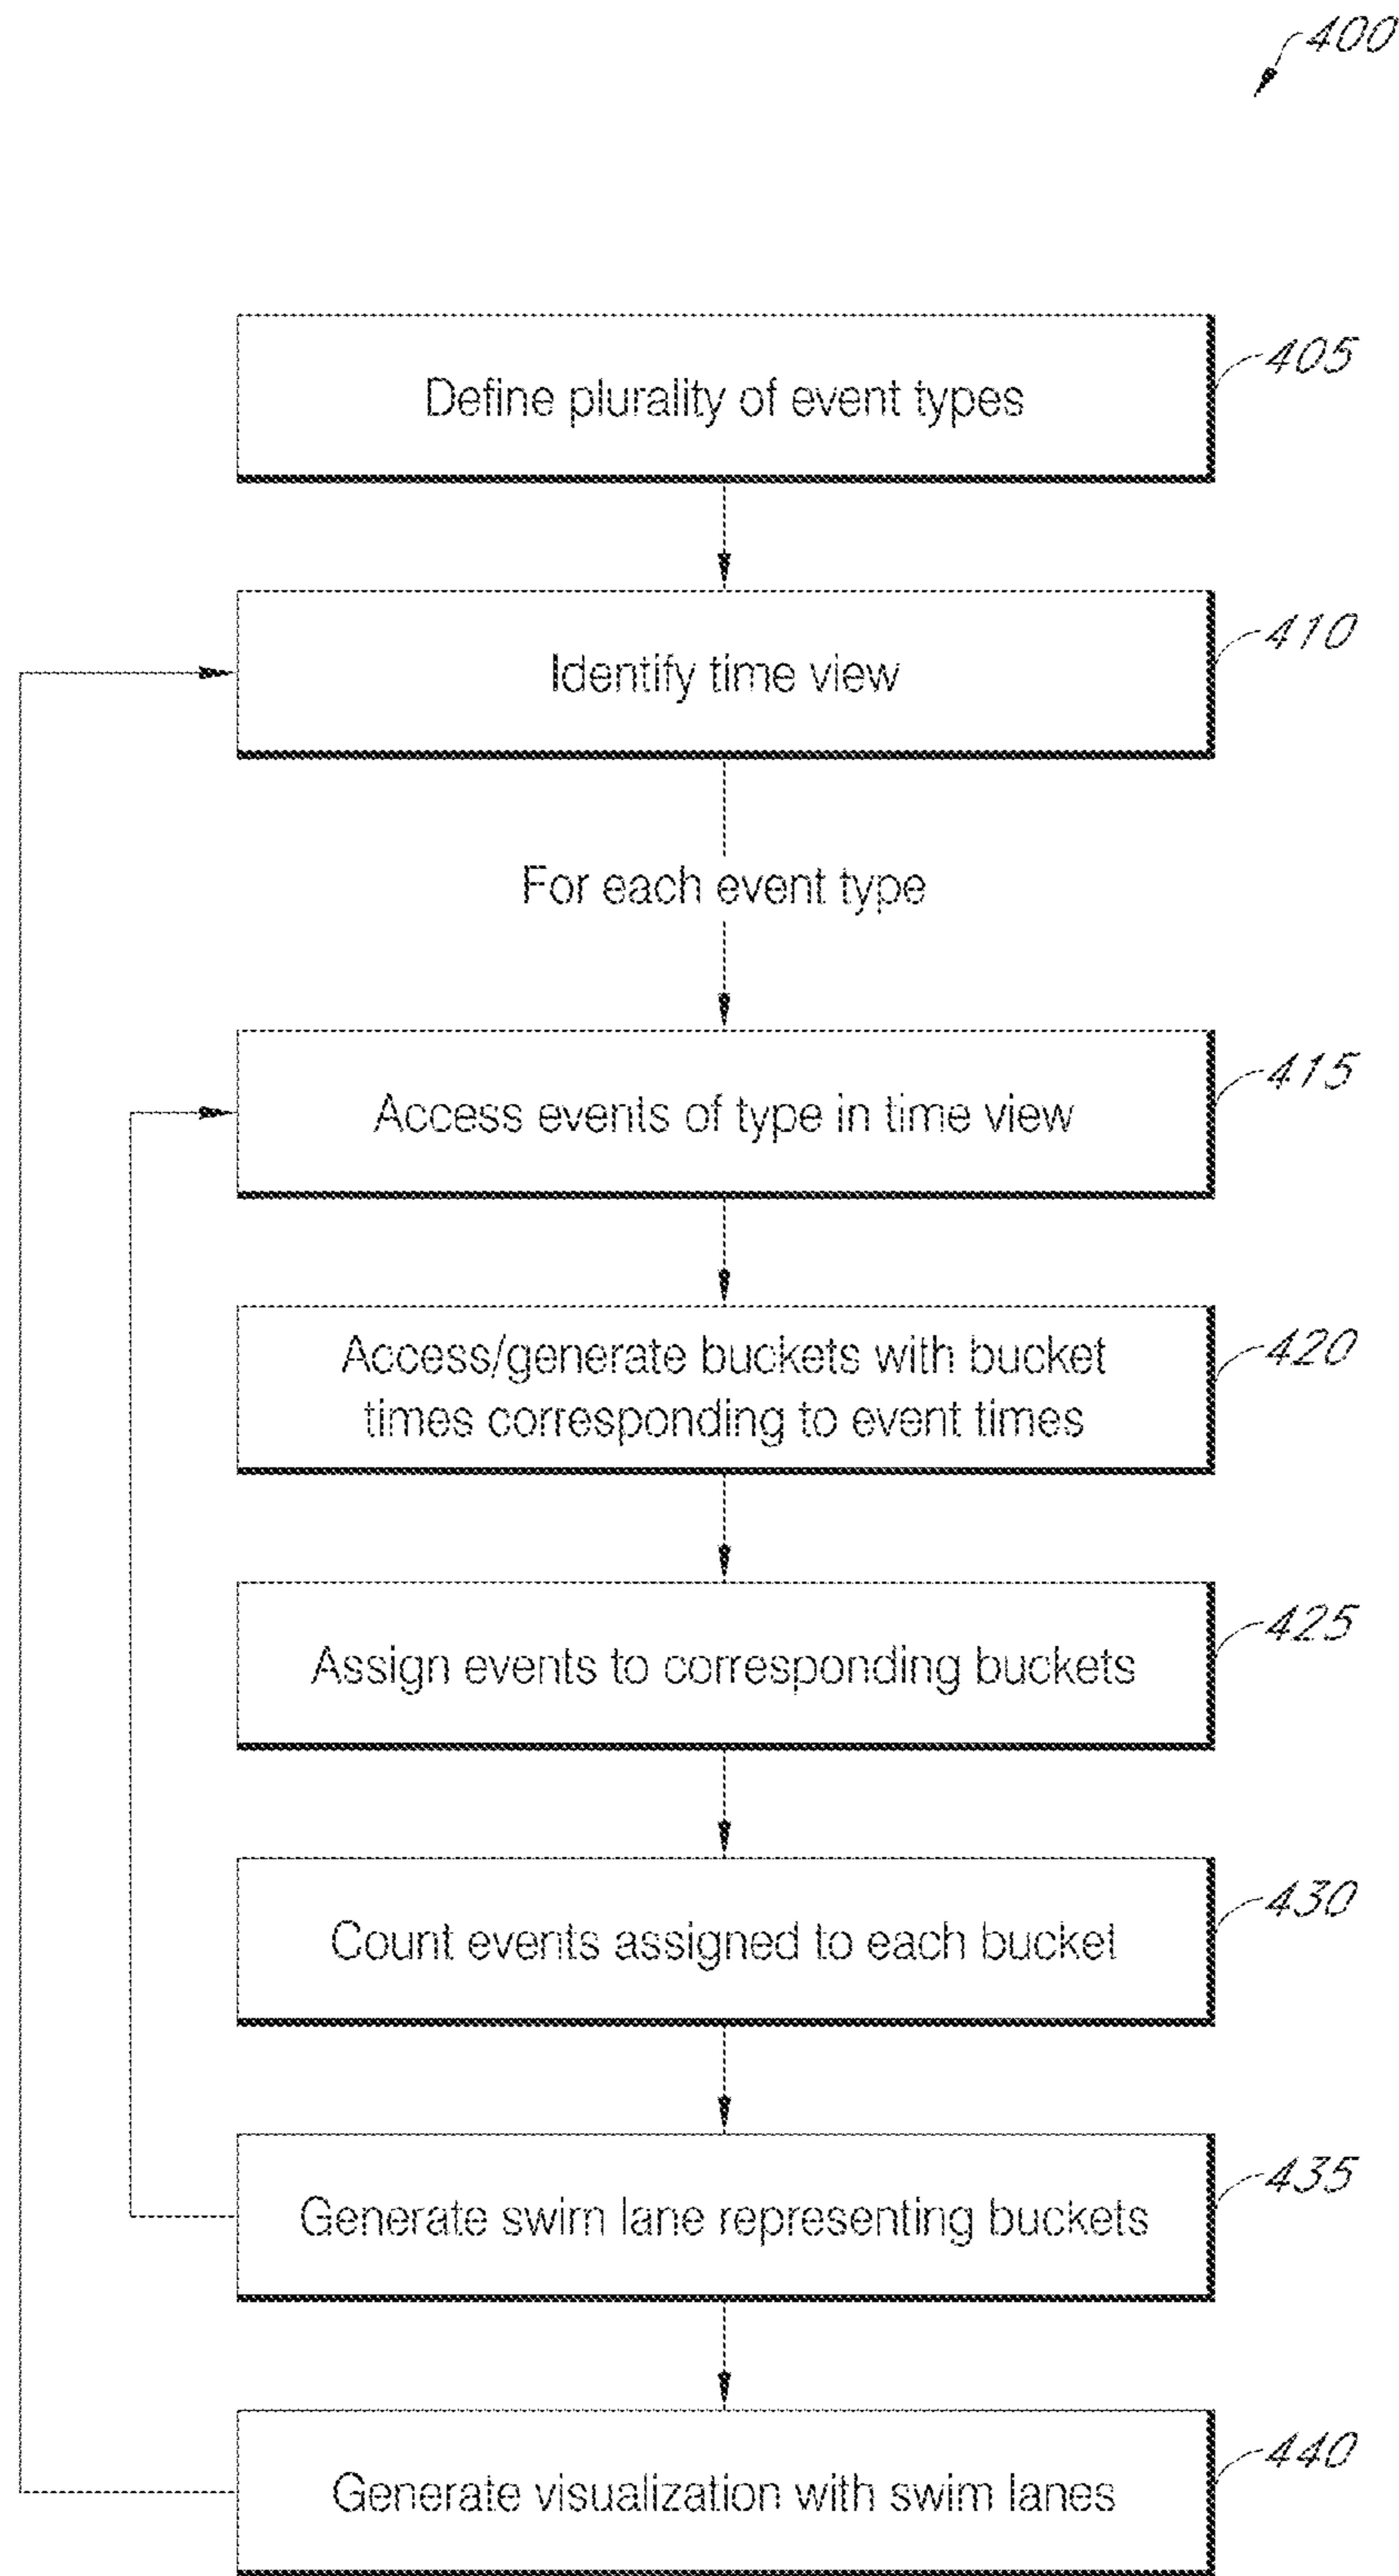 400
Define plurality of event types
405
Identify time view
410
For each event type
Access events of type in time view
415
Access/generate buckets with bucket
times corresponding to event times
420
Assign events to corresponding buckets
425
Count events assigned to each bucket
430
Generate swim lane representing buckets
435
Generate visualization with swim lanes
440